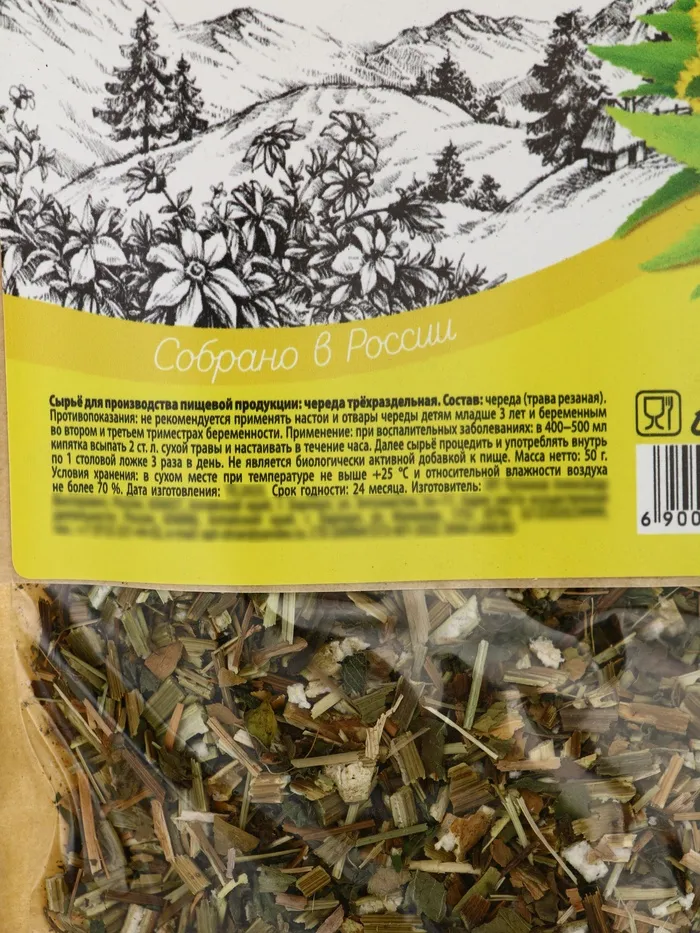 Собрано в России
Сырьё для производства пищевой продукции: череда трёхраздельная. Состав: череда (трава резаная).
Противопоказания: не рекомендуется применять настои и отвары череды детям младше 3 лет и беременным
во втором и третьем триместрах беременности. Применение: при воспалительных заболеваниях: в 400–500 мл
кипятка всыпать 2 ст. л. сухой травы и настаивать в течение часа. Далее сырьё процедить и употреблять внутрь
по 1 столовой ложке 3 раза в день. Не является биологически активной добавкой к пище. Масса нетто: 50 г.
Условия хранения: в сухом месте при температуре не выше +25 °С и относительной влажности воздуха
не более 70 %. Дата изготовления: Срок годности: 24 месяца. Изготовитель:
6 900